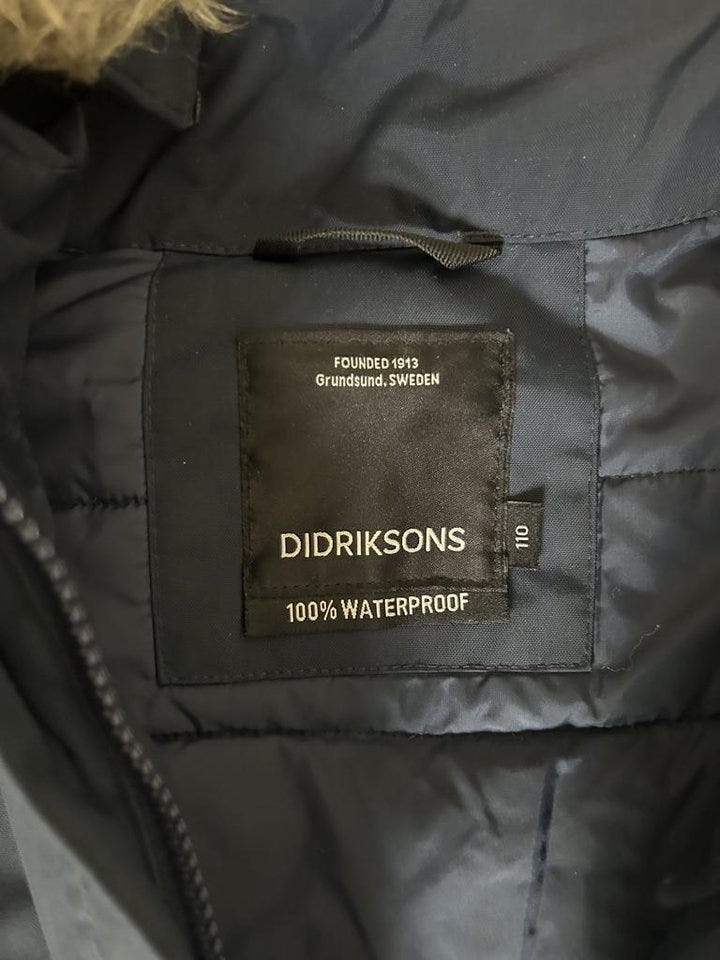 FOUNDED 1913
Grundsund, SWEDEN
DIDRIKSONS
110
100% WATERPROOF